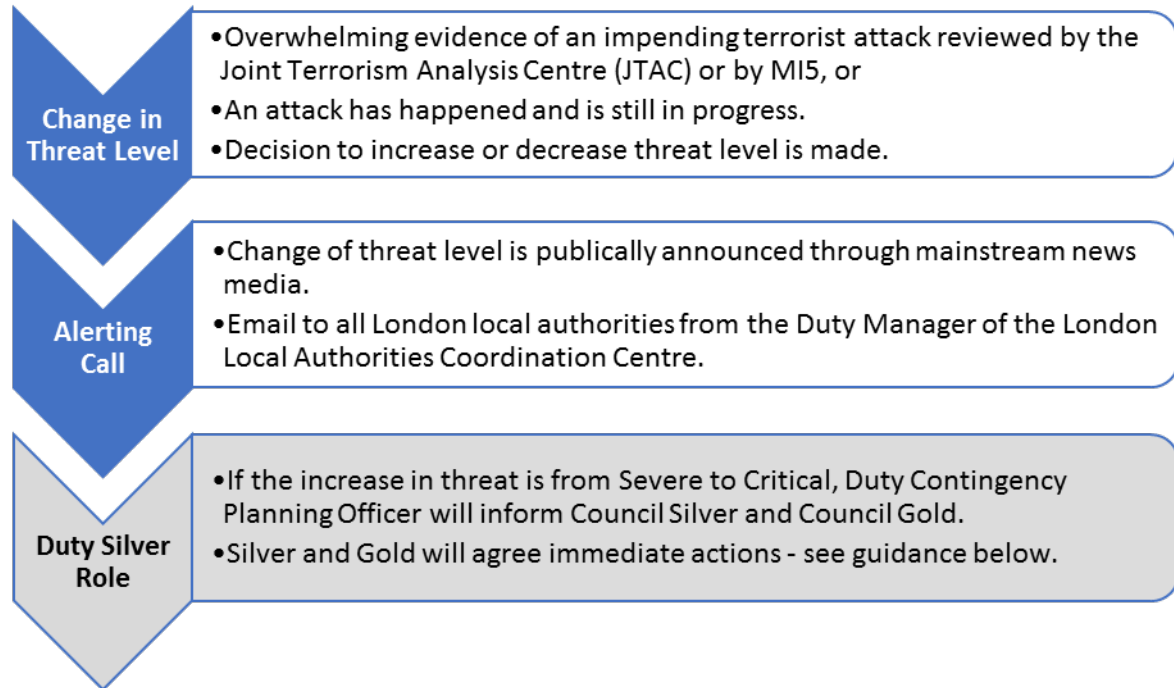 Change in
Threat Level
•Overwhelming evidence of an impending terrorist attack reviewed by the
Joint Terrorism Analysis Centre (JTAC) or by MI5, or
•An attack has happened and is still in progress.
•Decision to increase or decrease threat level is made.
Alerting
Call
•Change of threat level is publically announced through mainstream news
media.
•Email to all London local authorities from the Duty Manager of the London
Local Authorities Coordination Centre.
Duty Silver
Role
•If the increase in threat is from Severe to Critical, Duty Contingency
Planning Officer will inform Council Silver and Council Gold.
•Silver and Gold will agree immediate actions - see guidance below.